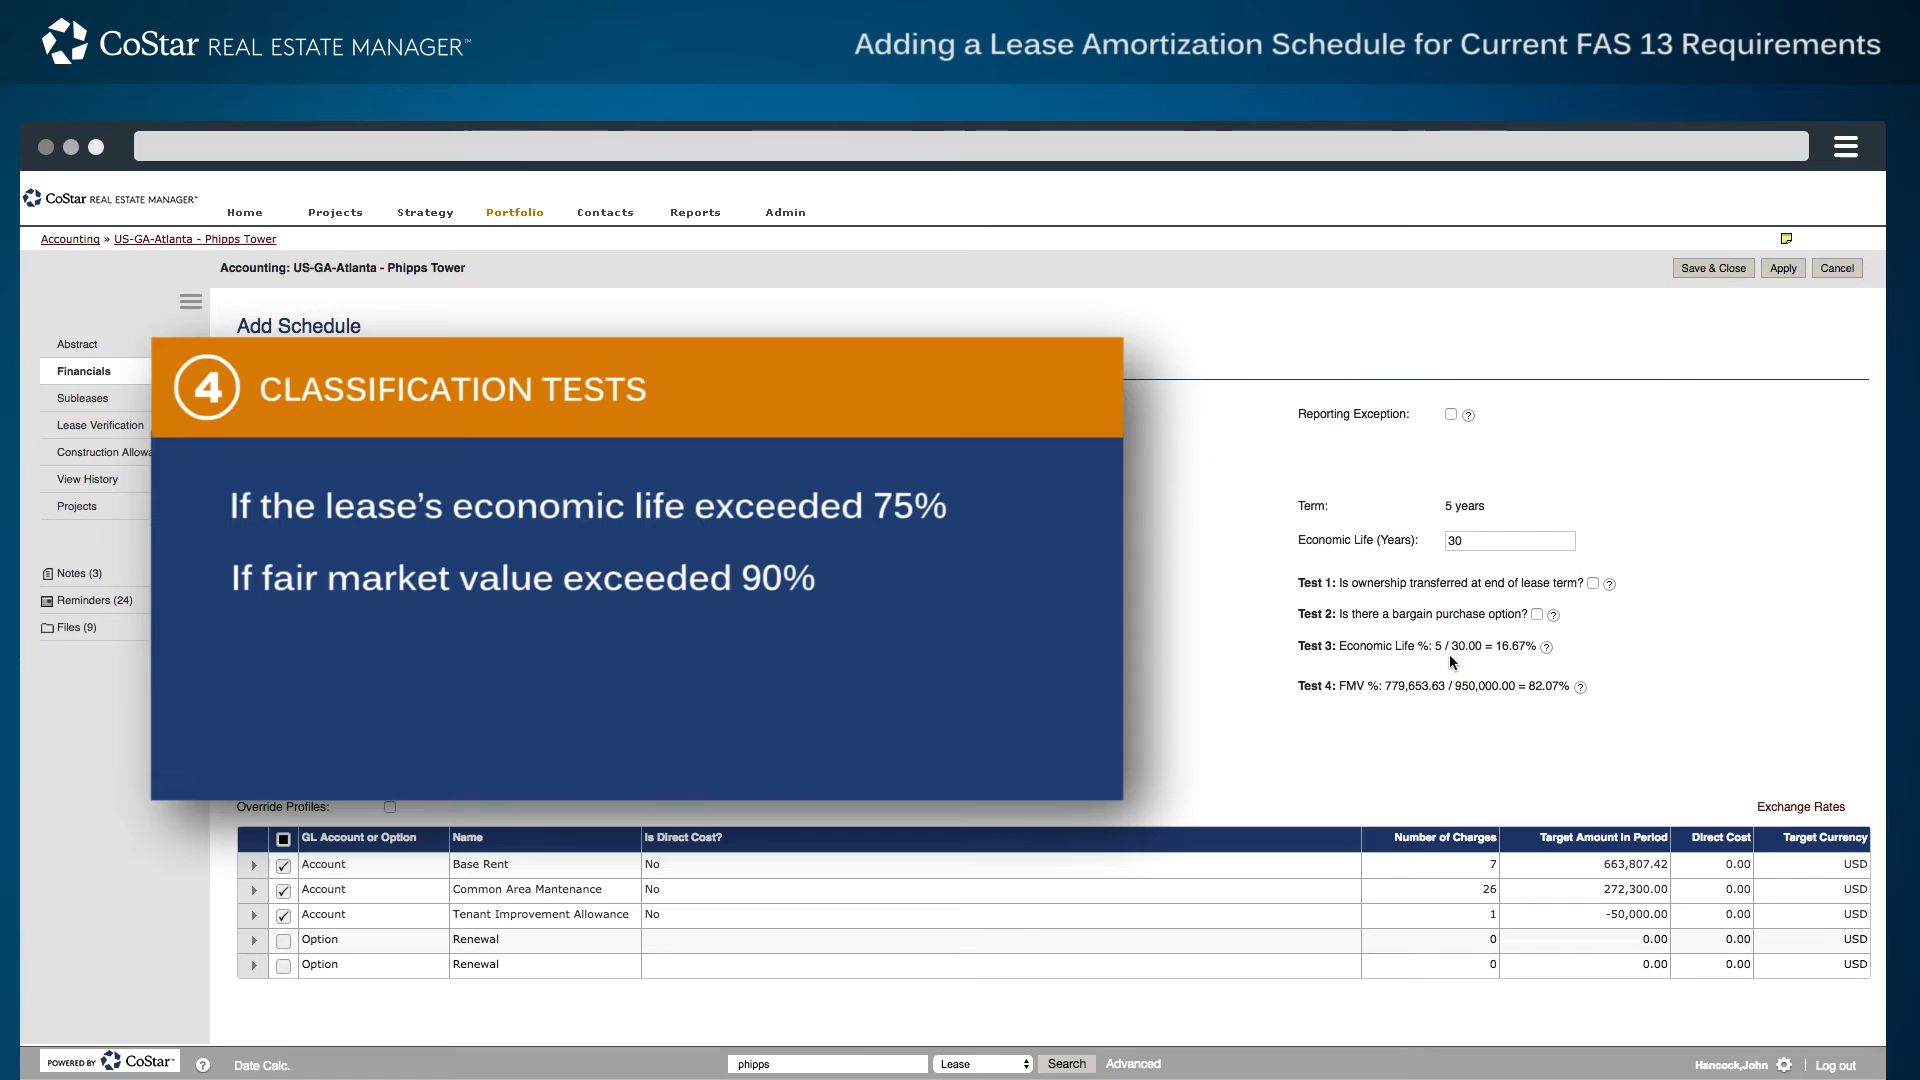 CoStar REAL ESTATE MANAGER™
Adding a Lease Amortization Schedule for Current FAS 13 Requirements
CoStar REAL ESTATE MANAGER™
Home Projects Strategy Portfolio Contacts Reports Admin
Accounting » US-GA-Atlanta - Phipps Tower
Accounting: US-GA-Atlanta - Phipps Tower
Save & Close Apply Cancel
Add Schedule
Abstract
Financials
Subleases
Lease Verification
Construction Allowa
View History
Projects
Notes (3)
Reminders (24)
Files (9)
4 CLASSIFICATION TESTS
If the lease’s economic life exceeded 75%
If fair market value exceeded 90%
Reporting Exception: ?
Term: 5 years
Economic Life (Years): 30
Test 1: Is ownership transferred at end of lease term? ?
Test 2: Is there a bargain purchase option? ?
Test 3: Economic Life %: 5 / 30.00 = 16.67% ?
Test 4: FMV %: 779,653.63 / 950,000.00 = 82.07% ?
Override Profiles:
Exchange Rates
GL Account or Option Name Is Direct Cost? Number of Charges Target Amount in Period Direct Cost Target Currency
Account Base Rent No 7 663,807.42 0.00 USD
Account Common Area Mantenance No 26 272,300.00 0.00 USD
Account Tenant Improvement Allowance No 1 -50,000.00 0.00 USD
Option Renewal 0 0.00 0.00 USD
Option Renewal 0 0.00 0.00 USD
POWERED BY CoStar™ ? Date Calc. phipps Lease Search Advanced Hancock,John | Log out